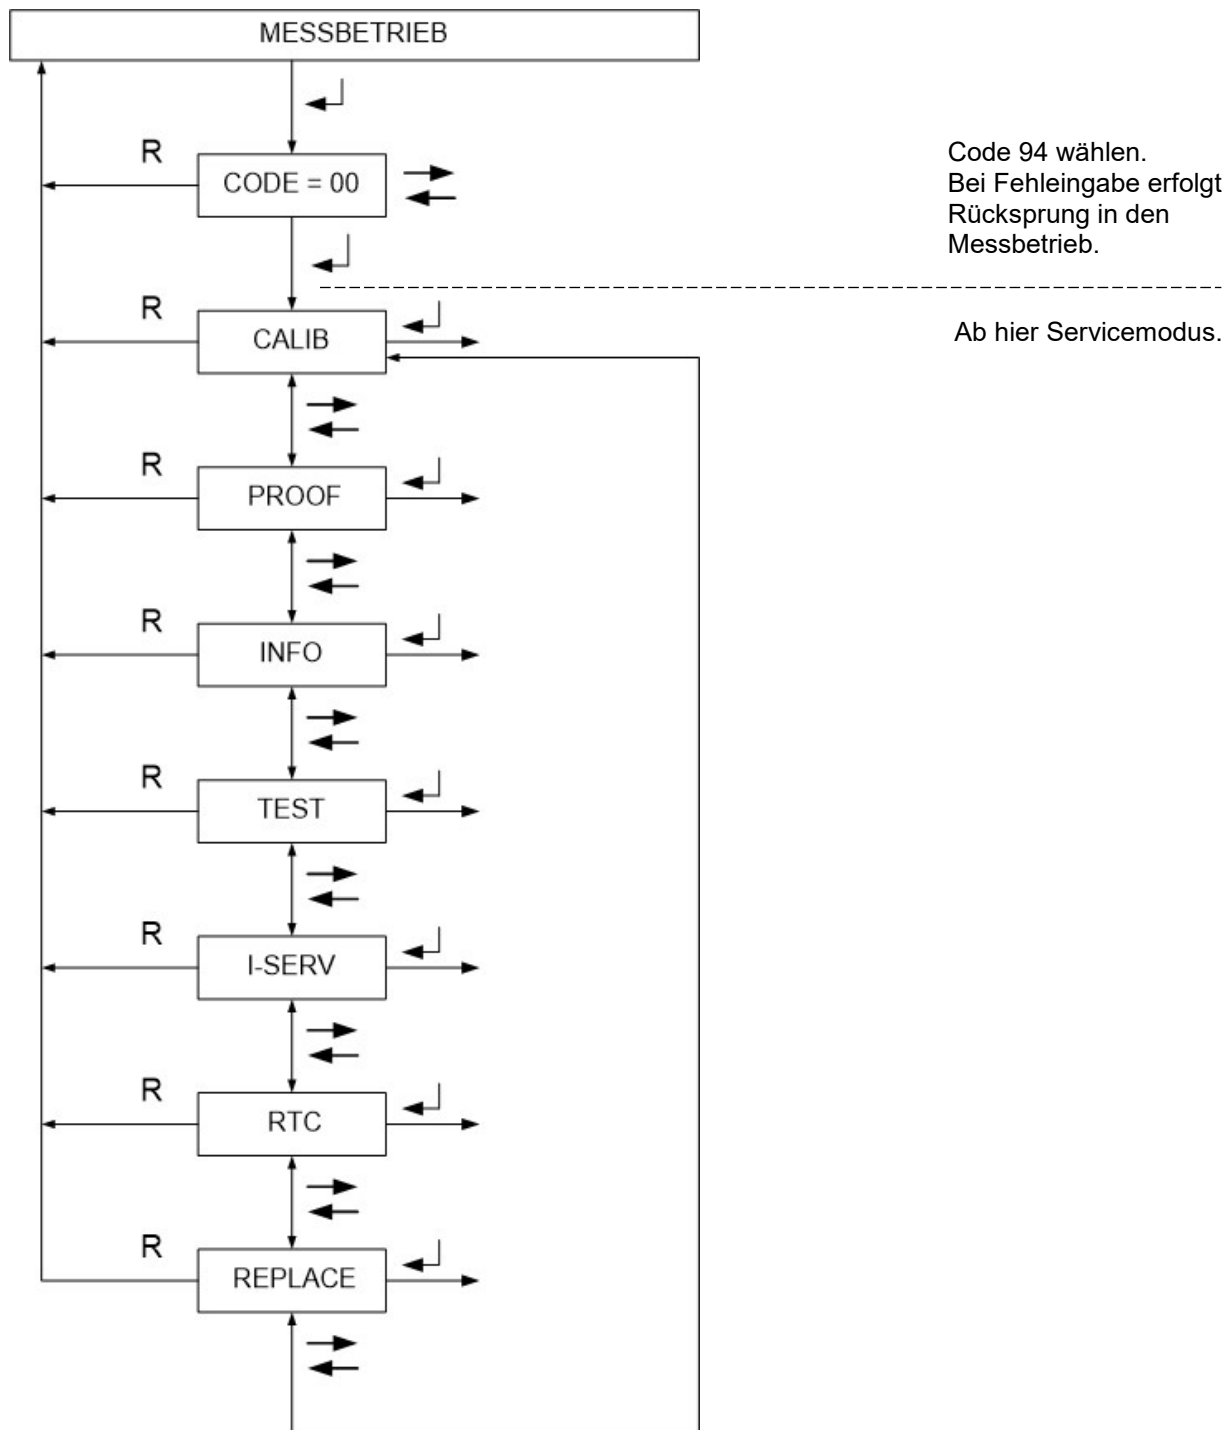 MESSBETRIEB
R
CODE = 00
Code 94 wählen.
Bei Fehleingabe erfolgt
Rücksprung in den
Messbetrieb.
R
CALIB
Ab hier Servicemodus.
R
PROOF
R
INFO
R
TEST
R
I-SERV
R
RTC
R
REPLACE